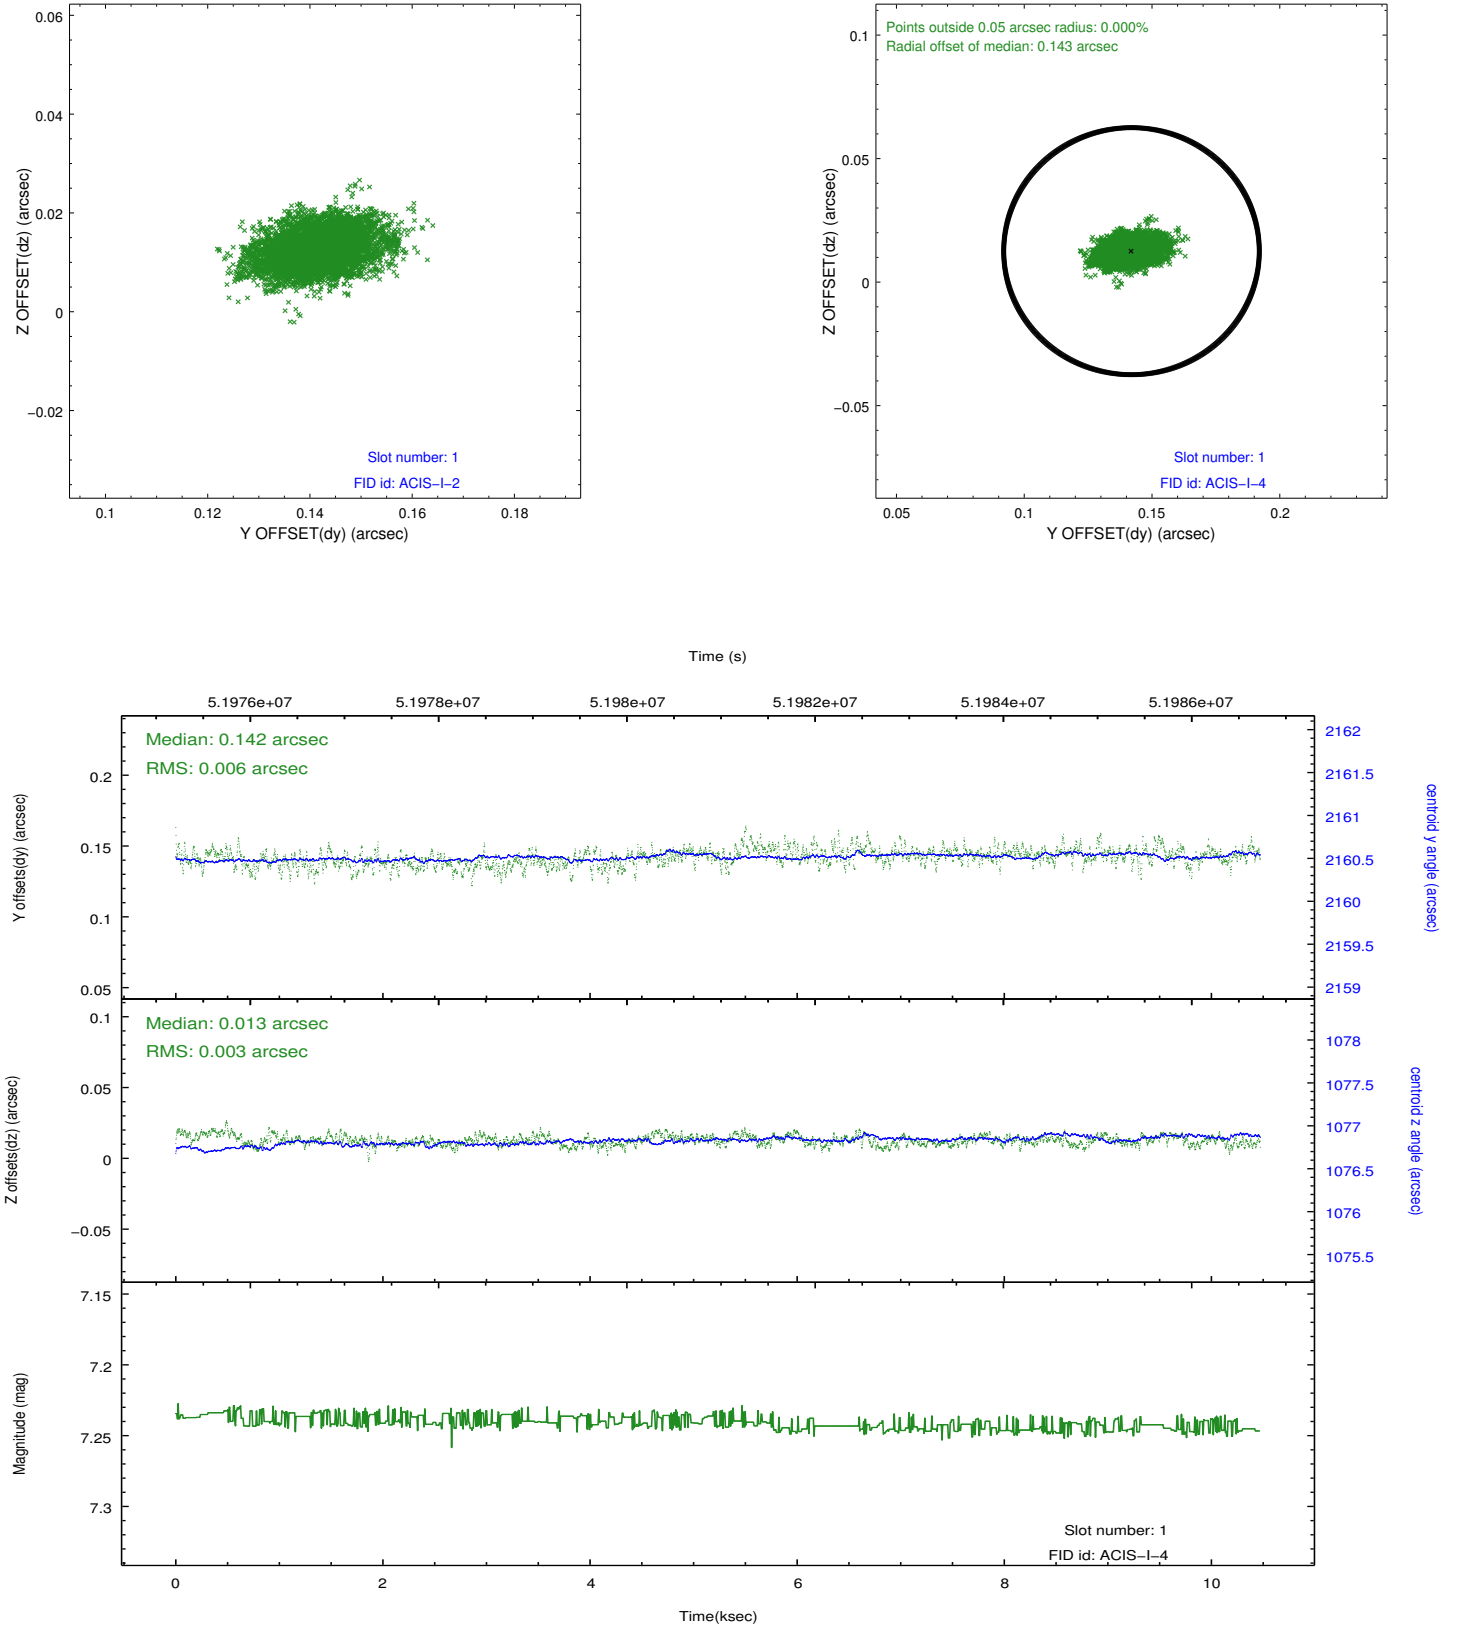 0.06
0.04
0.02
0
−0.02
Z OFFSET(dz) (arcsec)
Slot number: 1
FID id: ACIS−I−2
0.1
0.12
0.14
0.16
0.18
Y OFFSET(dy) (arcsec)
Points outside 0.05 arcsec radius: 0.000%
Radial offset of median: 0.143 arcsec
0.1
0.05
0
−0.05
Z OFFSET(dz) (arcsec)
Slot number: 1
FID id: ACIS−I−4
0.05
0.1
0.15
0.2
Y OFFSET(dy) (arcsec)
Time (s)
5.1976e+07
5.1978e+07
5.198e+07
5.1982e+07
5.1984e+07
5.1986e+07
Median: 0.142 arcsec
RMS: 0.006 arcsec
0.2
0.15
0.1
0.05
Y offsets(dy) (arcsec)
2162
2161.5
2161
2160.5
2160
2159.5
2159
centroid y angle (arcsec)
Median: 0.013 arcsec
RMS: 0.003 arcsec
0.1
0.05
0
−0.05
Z offsets(dz) (arcsec)
1078
1077.5
1077
1076.5
1076
1075.5
centroid z angle (arcsec)
7.15
7.2
7.25
7.3
Magnitude (mag)
Slot number: 1
FID id: ACIS−I−4
0
2
4
6
8
10
Time(ksec)